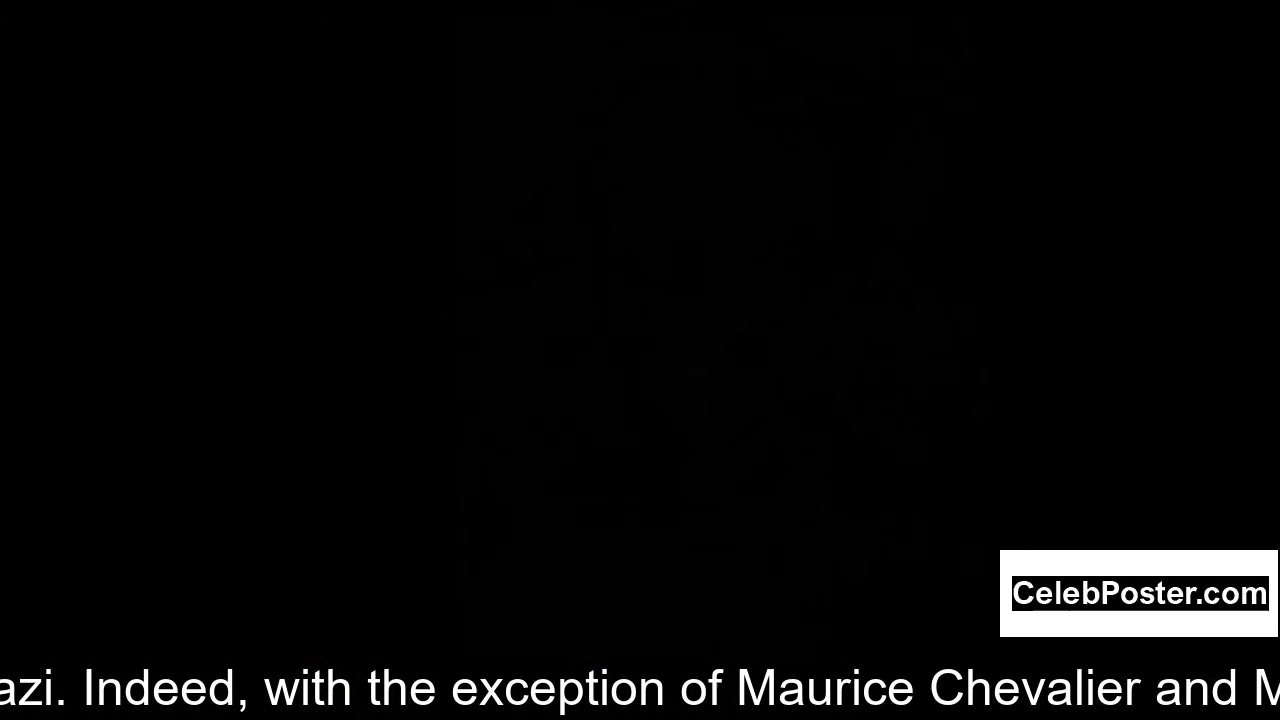 CelebPoster.com
azi. Indeed, with the exception of Maurice Chevalier and M